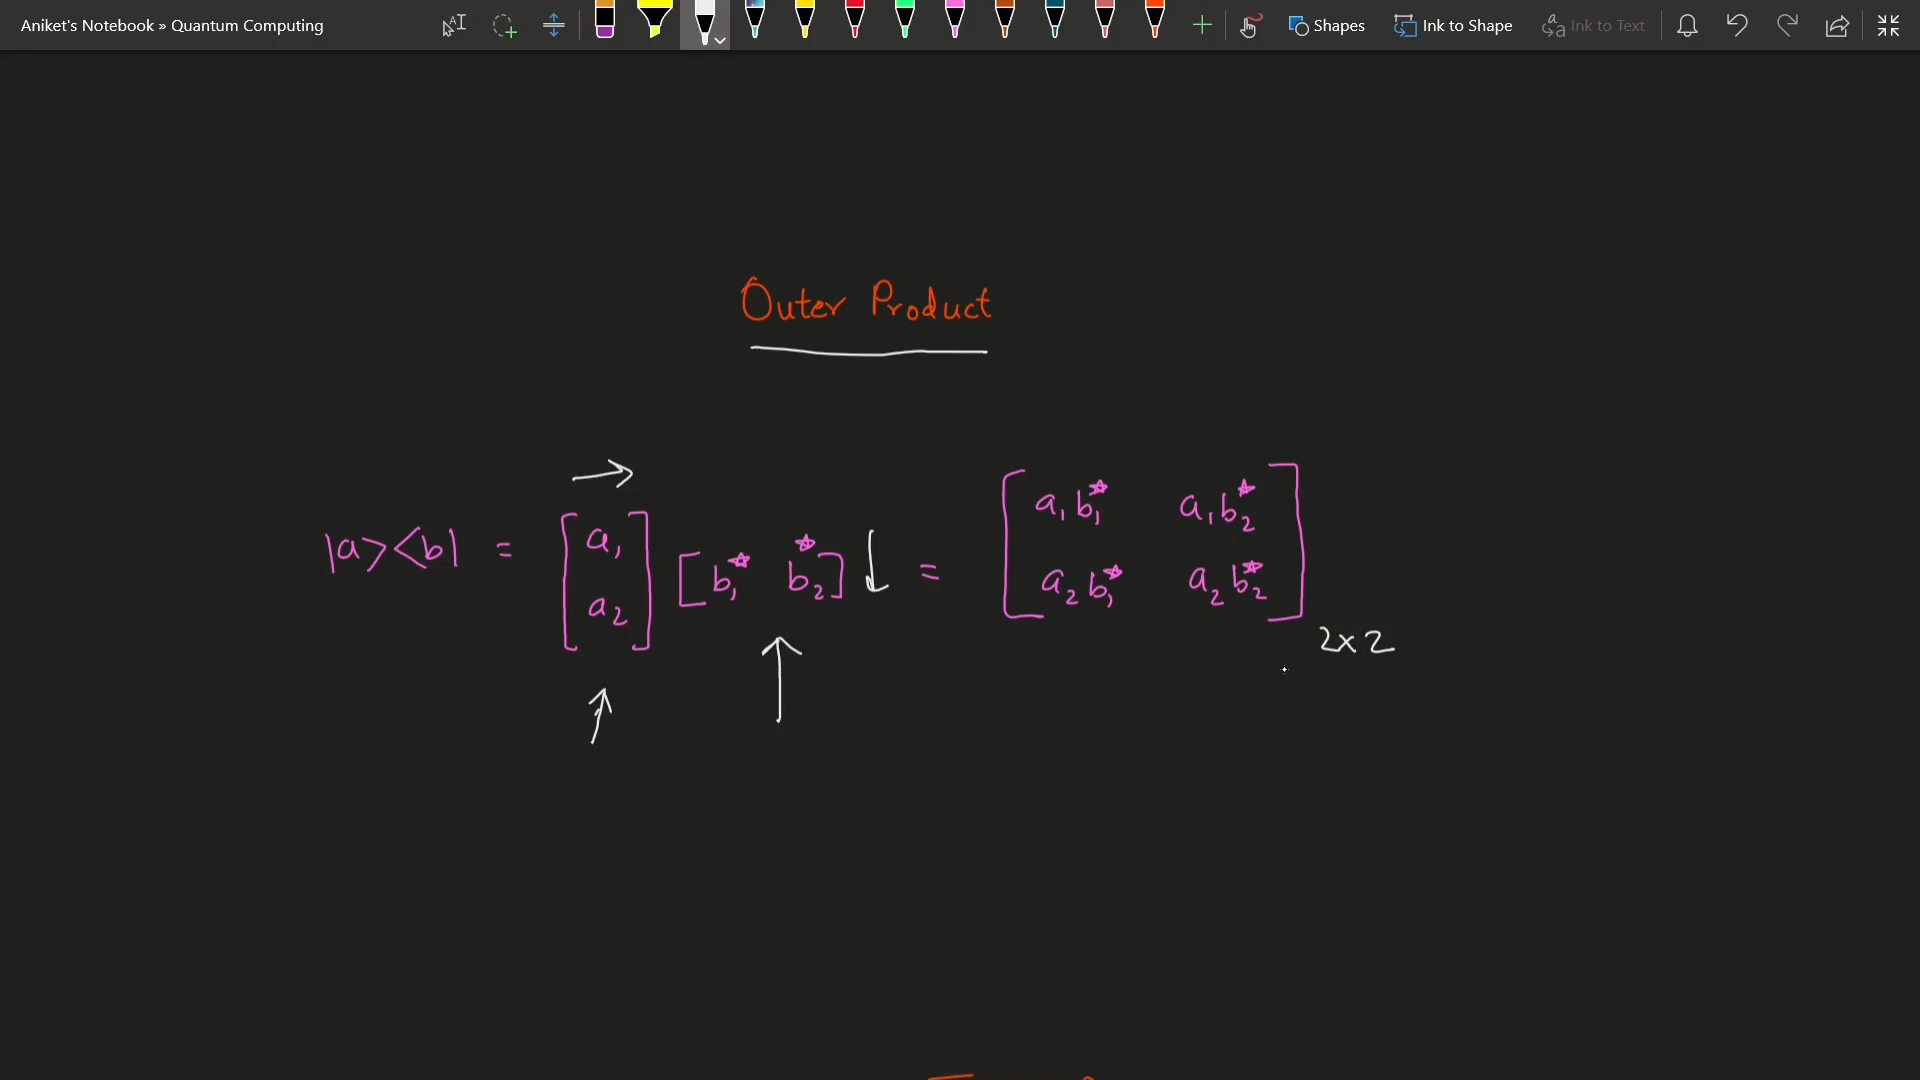 Aniket's Notebook » Quantum Computing
Shapes
Ink to Shape
Ink to Text
Outer Product
|a><b| = [a₁ a₂] [b₁* b₂*] = [a₁b₁* a₁b₂*
a₂b₁* a₂b₂*]
2x2